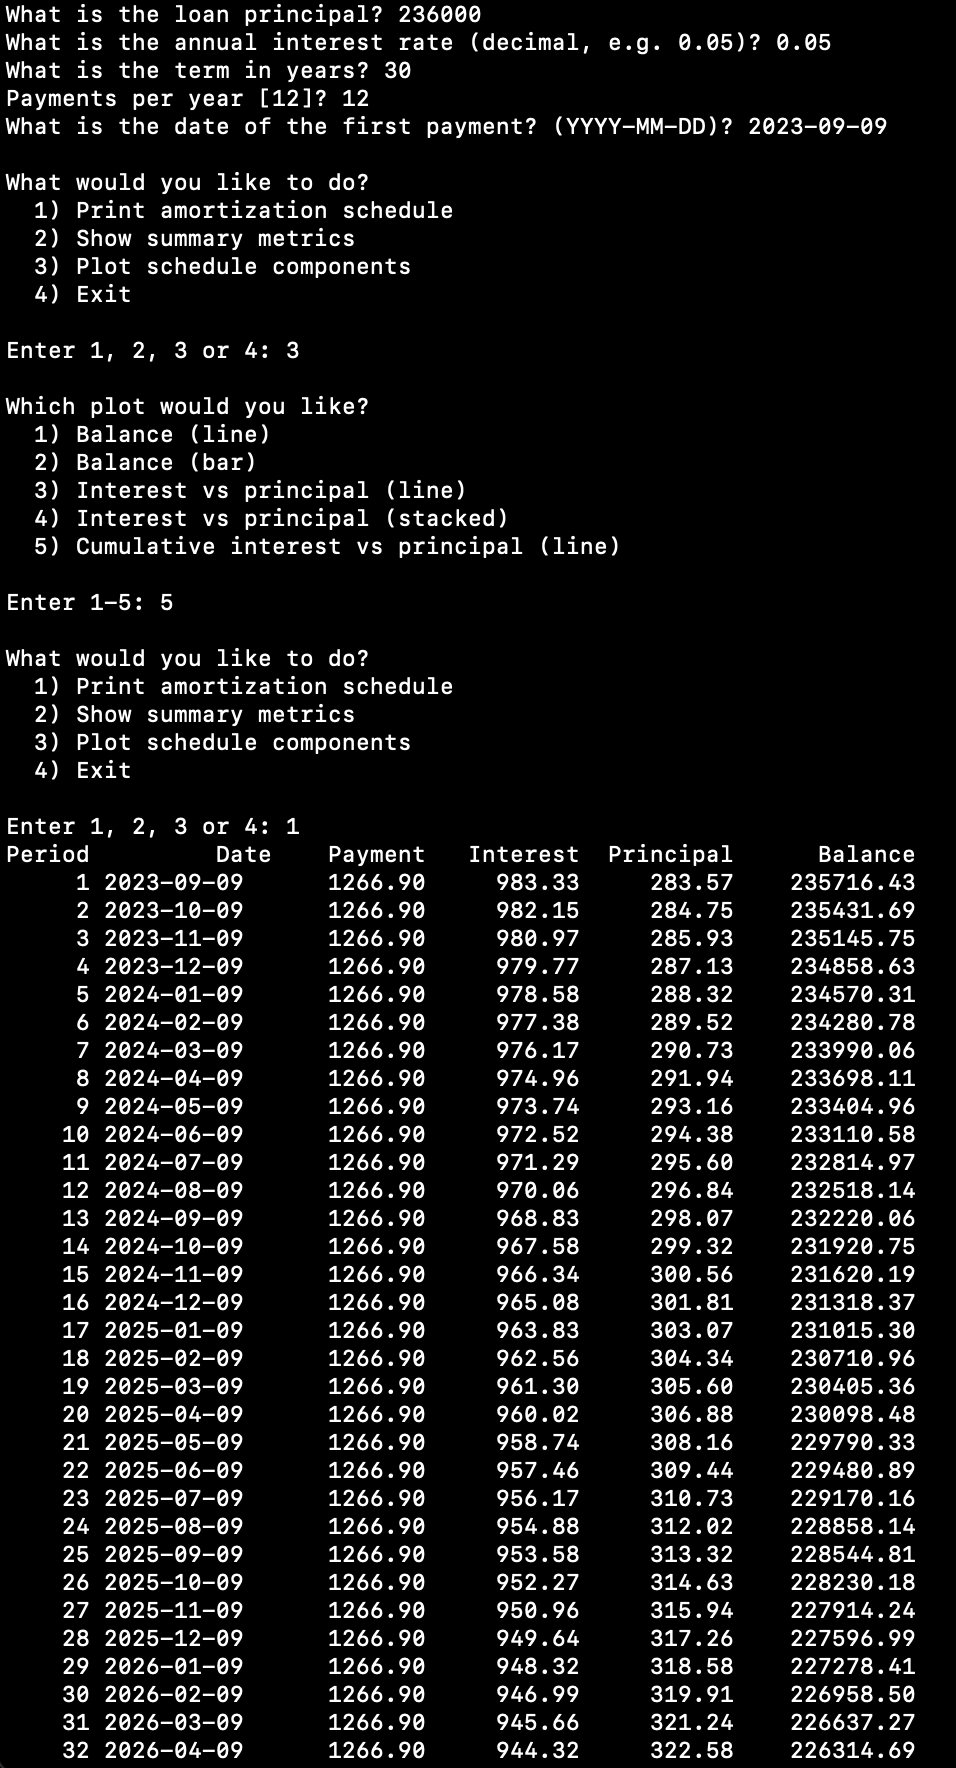 What is the loan principal? 236000
What is the annual interest rate (decimal, e.g. 0.05)? 0.05
What is the term in years? 30
Payments per year [12]? 12
What is the date of the first payment? (YYYY-MM-DD)? 2023-09-09
What would you like to do?
1) Print amortization schedule
2) Show summary metrics
3) Plot schedule components
4) Exit
Enter 1, 2, 3 or 4: 3
Which plot would you like?
1) Balance (line)
2) Balance (bar)
3) Interest vs principal (line)
4) Interest vs principal (stacked)
5) Cumulative interest vs principal (line)
Enter 1-5: 5
What would you like to do?
1) Print amortization schedule
2) Show summary metrics
3) Plot schedule components
4) Exit
Enter 1, 2, 3 or 4: 1
Period Date Payment Interest Principal Balance
1 2023-09-09 1266.90 983.33 283.57 235716.43
2 2023-10-09 1266.90 982.15 284.75 235431.69
3 2023-11-09 1266.90 980.97 285.93 235145.75
4 2023-12-09 1266.90 979.77 287.13 234858.63
5 2024-01-09 1266.90 978.58 288.32 234570.31
6 2024-02-09 1266.90 977.38 289.52 234280.78
7 2024-03-09 1266.90 976.17 290.73 233990.06
8 2024-04-09 1266.90 974.96 291.94 233698.11
9 2024-05-09 1266.90 973.74 293.16 233404.96
10 2024-06-09 1266.90 972.52 294.38 233110.58
11 2024-07-09 1266.90 971.29 295.60 232814.97
12 2024-08-09 1266.90 970.06 296.84 232518.14
13 2024-09-09 1266.90 968.83 298.07 232220.06
14 2024-10-09 1266.90 967.58 299.32 231920.75
15 2024-11-09 1266.90 966.34 300.56 231620.19
16 2024-12-09 1266.90 965.08 301.81 231318.37
17 2025-01-09 1266.90 963.83 303.07 231015.30
18 2025-02-09 1266.90 962.56 304.34 230710.96
19 2025-03-09 1266.90 961.30 305.60 230405.36
20 2025-04-09 1266.90 960.02 306.88 230098.48
21 2025-05-09 1266.90 958.74 308.16 229790.33
22 2025-06-09 1266.90 957.46 309.44 229480.89
23 2025-07-09 1266.90 956.17 310.73 229170.16
24 2025-08-09 1266.90 954.88 312.02 228858.14
25 2025-09-09 1266.90 953.58 313.32 228544.81
26 2025-10-09 1266.90 952.27 314.63 228230.18
27 2025-11-09 1266.90 950.96 315.94 227914.24
28 2025-12-09 1266.90 949.64 317.26 227596.99
29 2026-01-09 1266.90 948.32 318.58 227278.41
30 2026-02-09 1266.90 946.99 319.91 226958.50
31 2026-03-09 1266.90 945.66 321.24 226637.27
32 2026-04-09 1266.90 944.32 322.58 226314.69